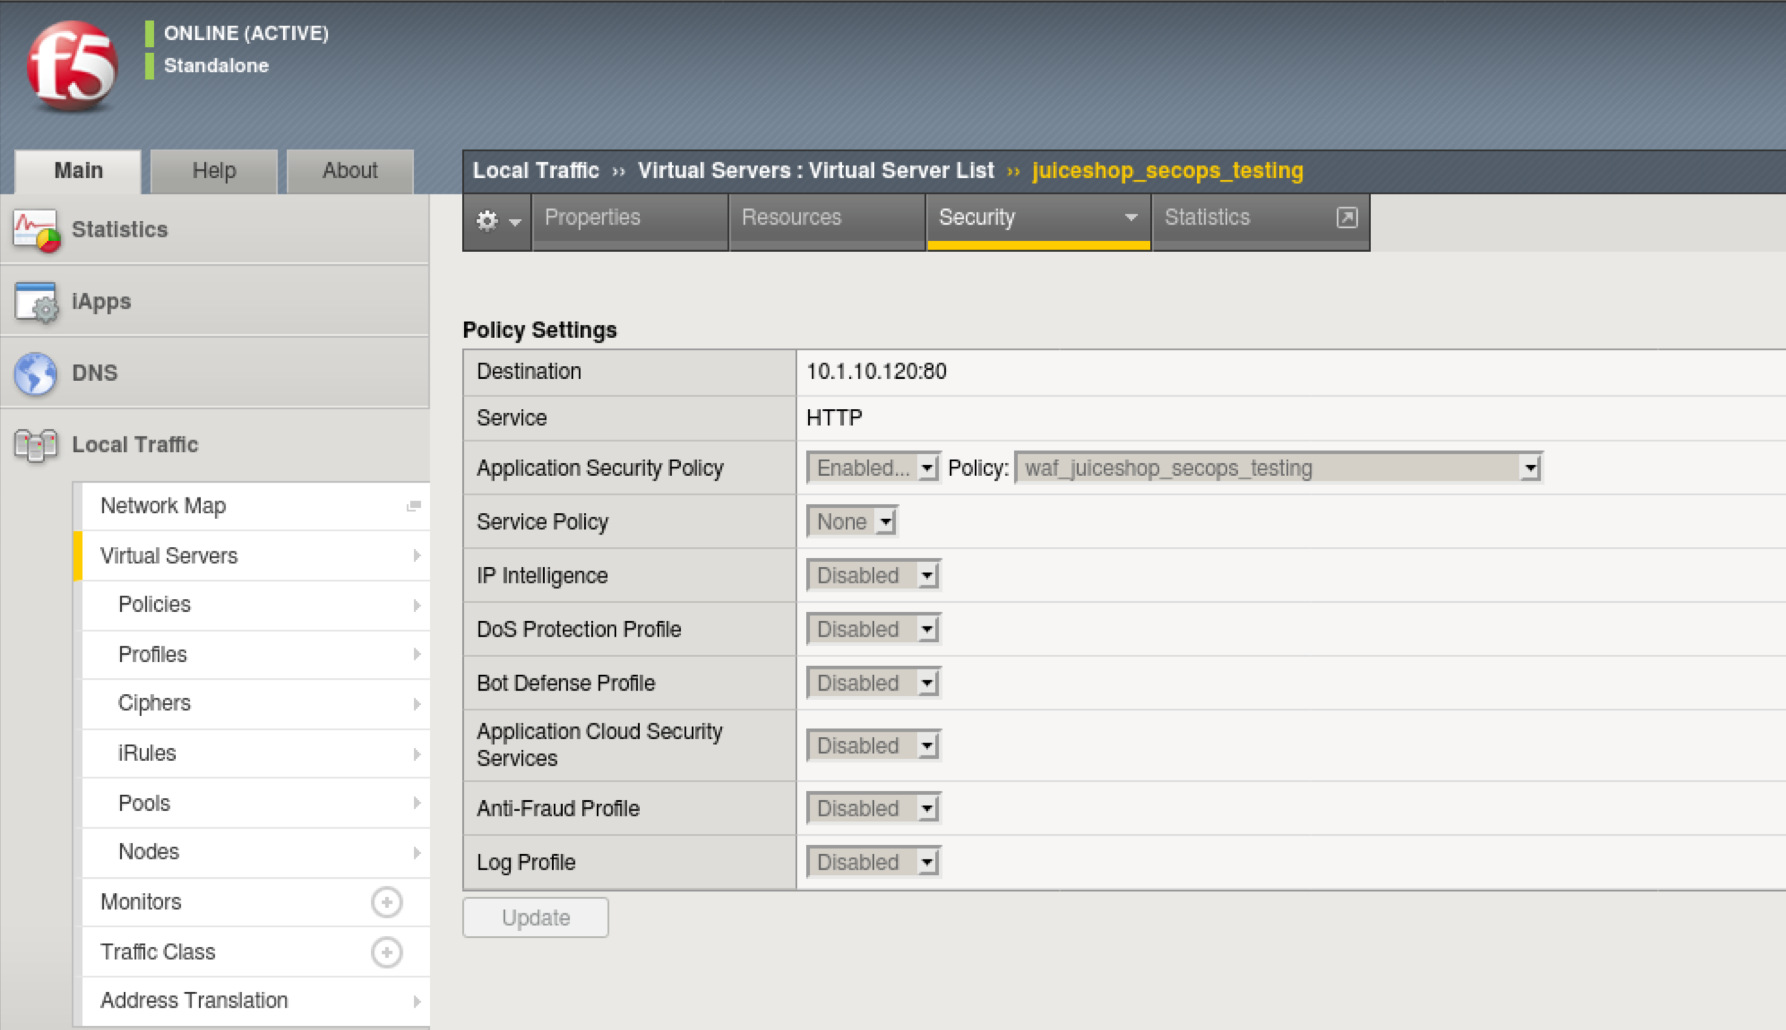 f5
ONLINE (ACTIVE)
Standalone
Main
Help
About
Local Traffic ›› Virtual Servers : Virtual Server List ›› juiceshop_secops_testing
Properties
Resources
Security
Statistics
Statistics
iApps
DNS
Local Traffic
Network Map
Virtual Servers
Policies
Profiles
Ciphers
iRules
Pools
Nodes
Monitors
Traffic Class
Address Translation
Policy Settings
Destination 10.1.10.120:80
Service HTTP
Application Security Policy Enabled... Policy: waf_juiceshop_secops_testing
Service Policy None
IP Intelligence Disabled
DoS Protection Profile Disabled
Bot Defense Profile Disabled
Application Cloud Security
Services Disabled
Anti-Fraud Profile Disabled
Log Profile Disabled
Update